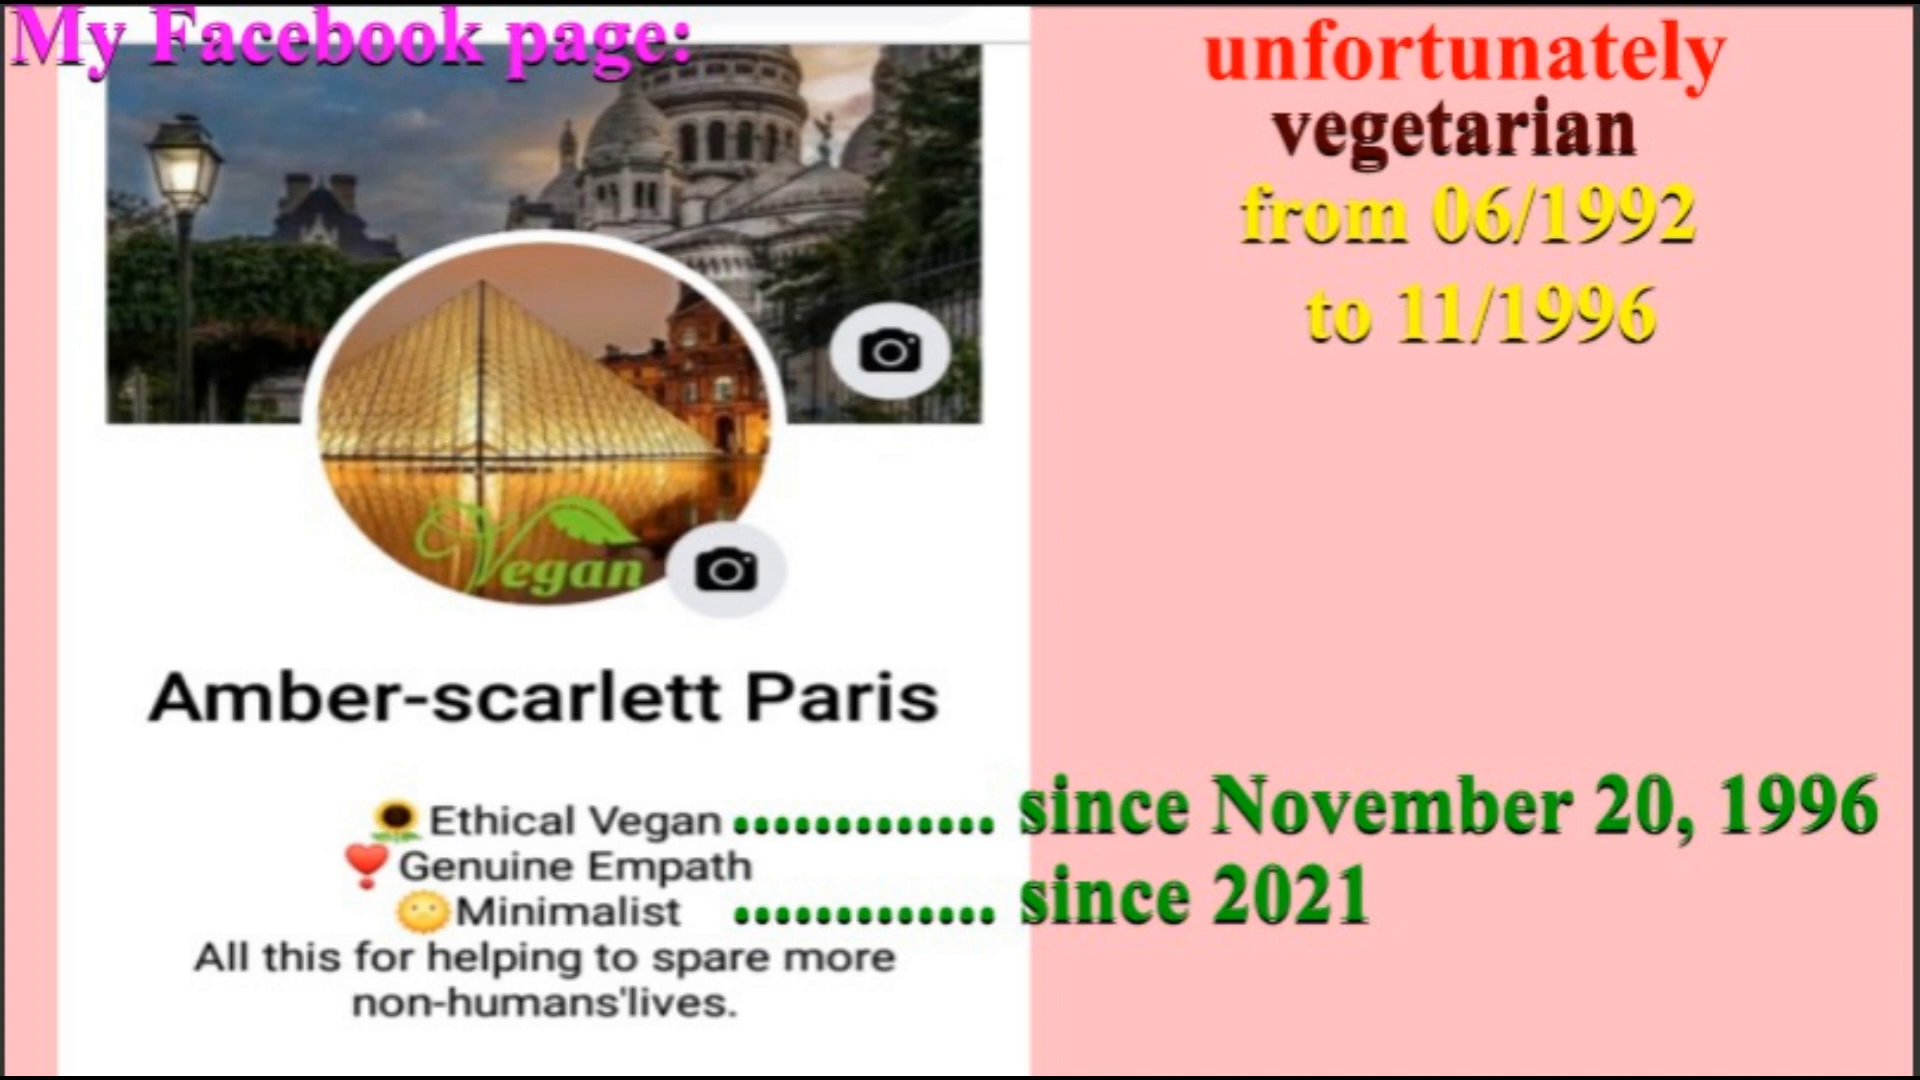 My Facebook page:
unfortunately
vegetarian
from 06/1992
to 11/1996
Vegan
Amber-scarlett Paris
Ethical Vegan ............. since November 20, 1996
Genuine Empath
Minimalist ............. since 2021
All this for helping to spare more
non-humans'lives.